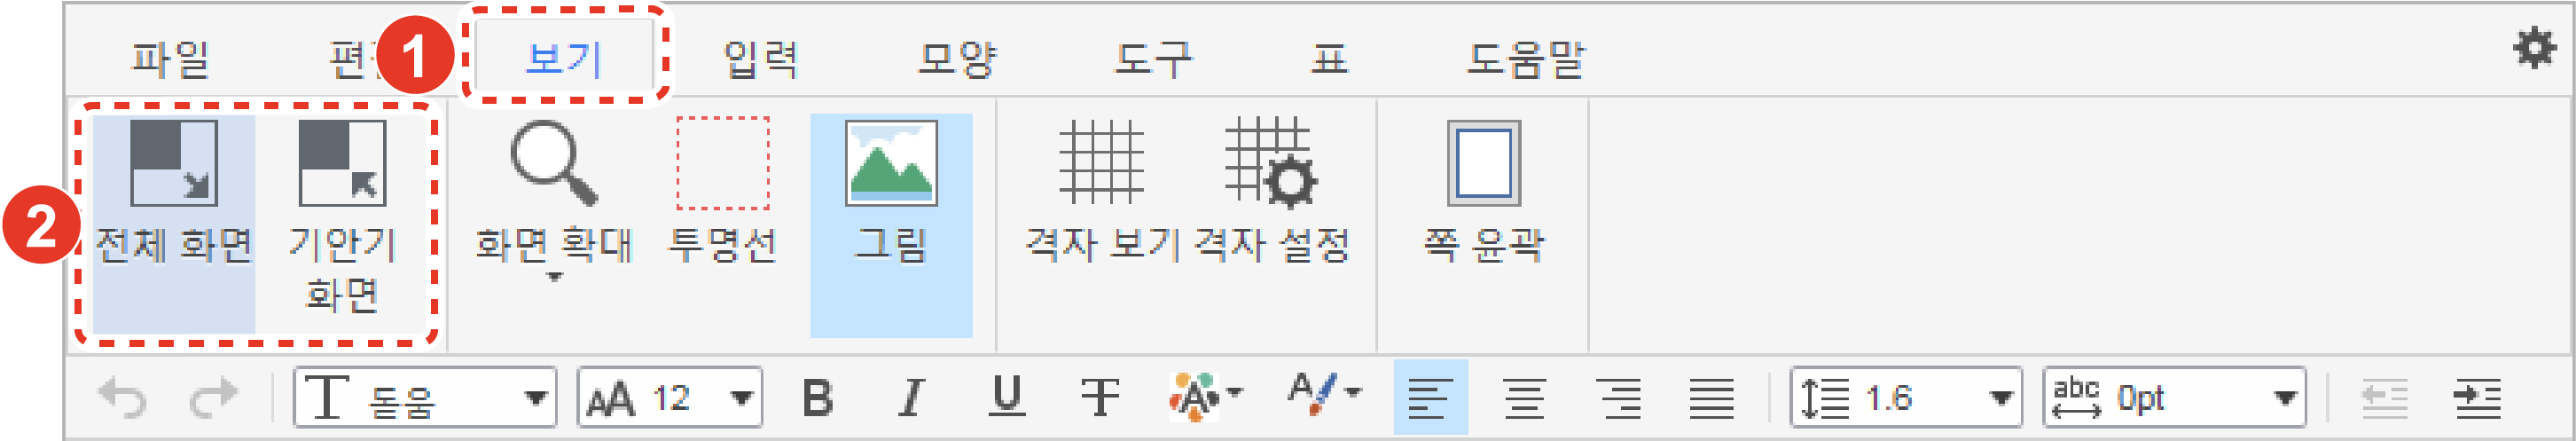 파일 1 보기 입력 모양 도구 표 도움말
2 전체 화면 기안기 화면 화면 확대 투명선 그림 격자 보기 격자 설정 쪽 윤곽
T 돋움 AA 12 B I U T A A 1.6 abc 0pt